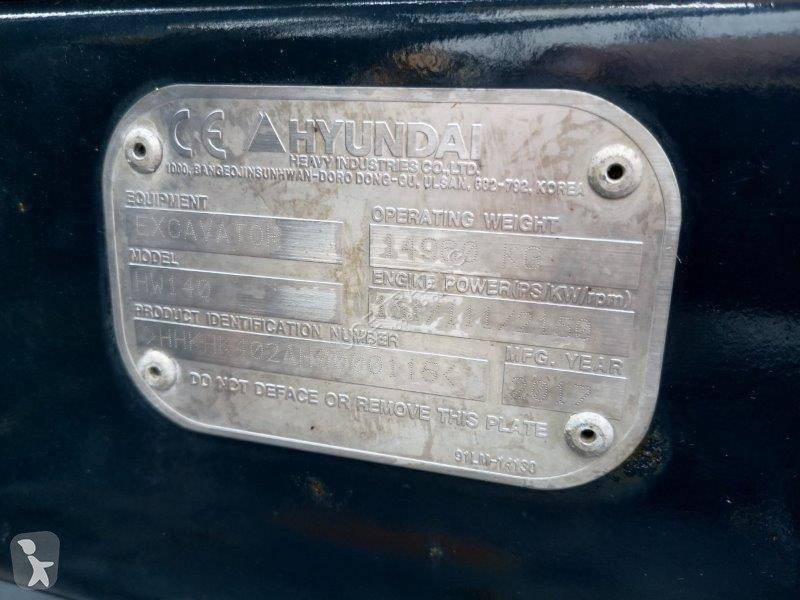 CE HYUNDAI
HEAVY INDUSTRIES CO.,LTD.
1000, BANGEOJINSUNHWAN-DORO DONG-GU, ULSAN, 682-792, KOREA
EQUIPMENT
EXCAVATOR
OPERATING WEIGHT
KG
MODEL
HW140
ENGINE POWER(PS/KW/rpm)
PRODUCT IDENTIFICATION NUMBER
MFG. YEAR
2017
DO NOT DEFACE OR REMOVE THIS PLATE